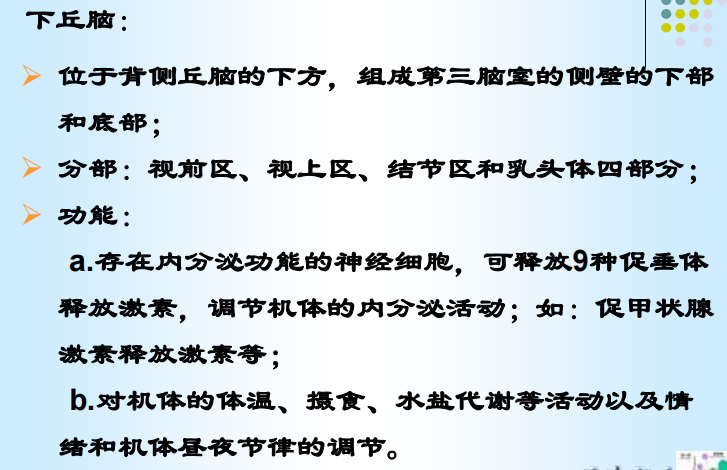 下丘脑：
位于背侧丘脑的下方，组成第三脑室的侧壁的下部
和底部；
分部：视前区、视上区、结节区和乳头体四部分；
功能：
a.存在内分泌功能的神经细胞，可释放9种促垂体
释放激素，调节机体的内分泌活动；如：促甲状腺
激素释放激素等；
b.对机体的体温、摄食、水盐代谢等活动以及情
绪和机体昼夜节律的调节。